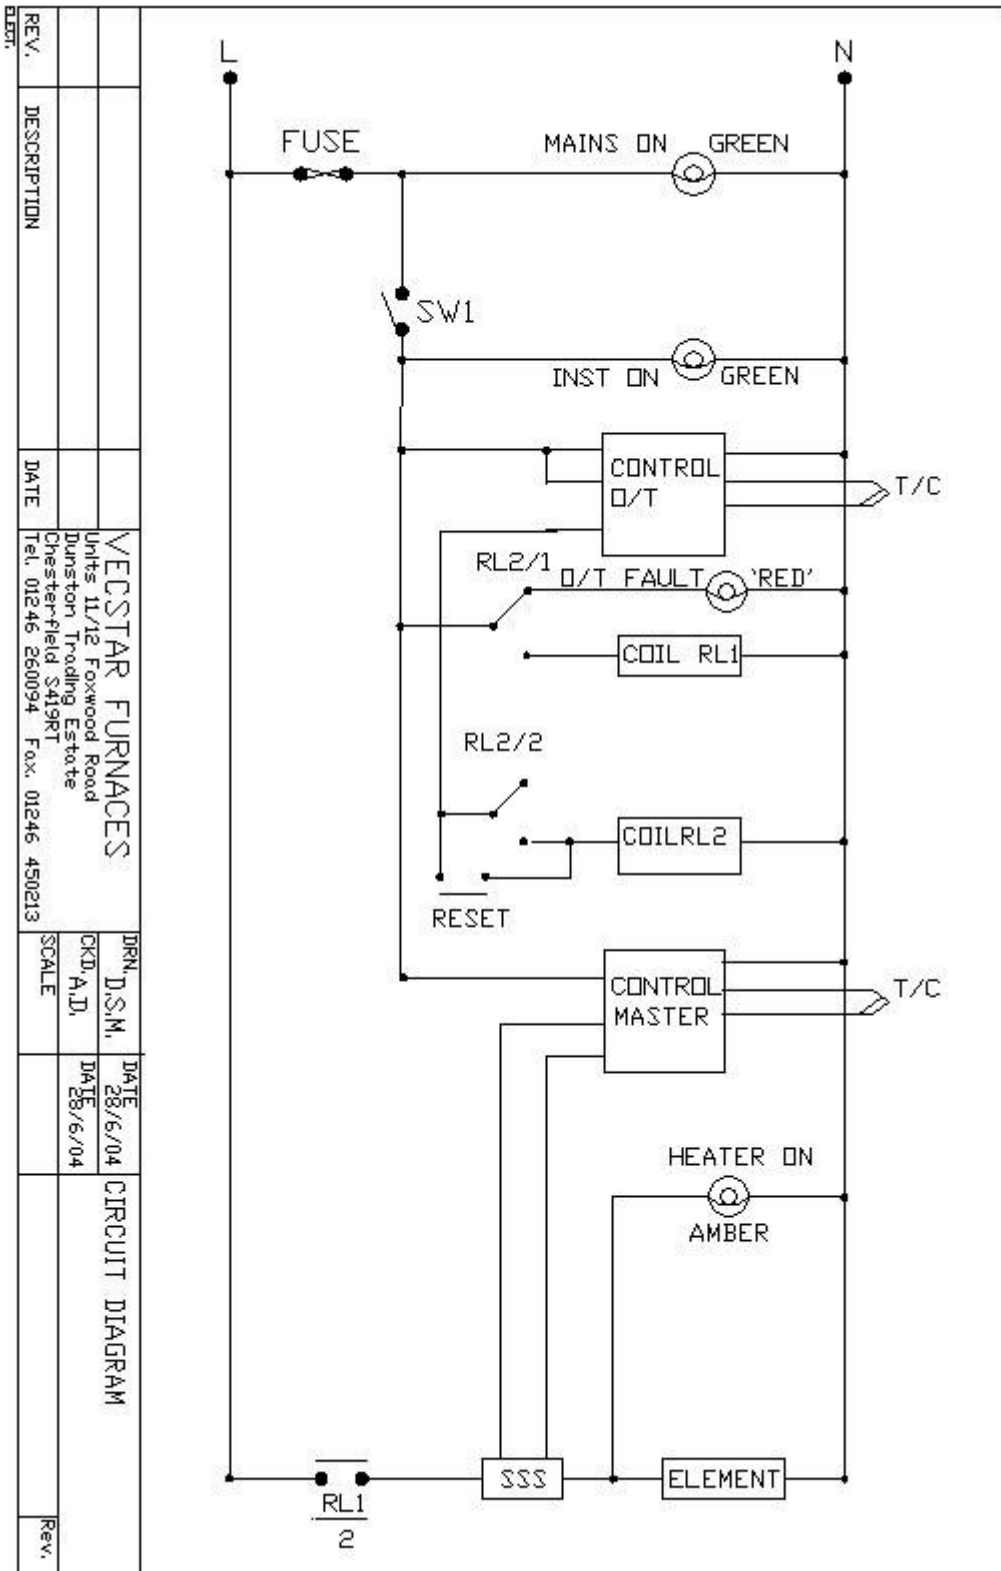 L
N
FUSE
MAINS ON
GREEN
SW1
INST ON
GREEN
CONTROL
O/T
T/C
RL2/1
O/T FAULT
'RED'
COIL RL1
RL2/2
COILRL2
RESET
CONTROL
MASTER
T/C
HEATER ON
AMBER
RL1
2
SSS
ELEMENT
REV.
DESCRIPTION
DATE
ELECT.
VECSTAR FURNACES
Units 11/12 Foxwood Road
Dunston Trading Estate
Chesterfield S419RT
Tel. 01246 260094 Fax. 01246 450213
DRN. D.S.M.
DATE 28/6/04
CKD. A.D.
DATE 28/6/04
SCALE
CIRCUIT DIAGRAM
Rev.